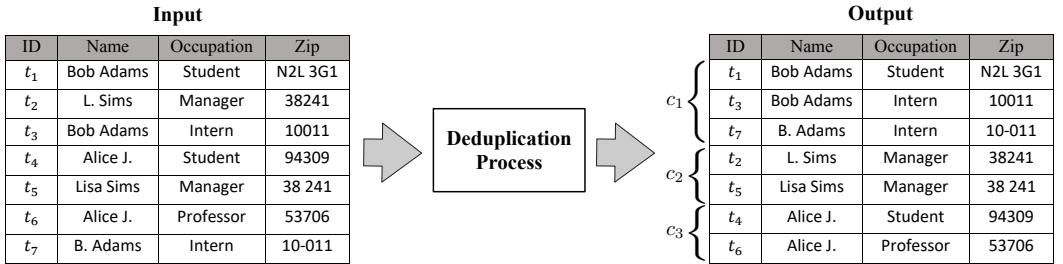 Input
ID Name Occupation Zip
t1 Bob Adams Student N2L 3G1
t2 L. Sims Manager 38241
t3 Bob Adams Intern 10011
t4 Alice J. Student 94309
t5 Lisa Sims Manager 38 241
t6 Alice J. Professor 53706
t7 B. Adams Intern 10-011
Deduplication
Process
Output
ID Name Occupation Zip
c1
t1 Bob Adams Student N2L 3G1
t3 Bob Adams Intern 10011
t7 B. Adams Intern 10-011
c2
t2 L. Sims Manager 38241
t5 Lisa Sims Manager 38 241
c3
t4 Alice J. Student 94309
t6 Alice J. Professor 53706